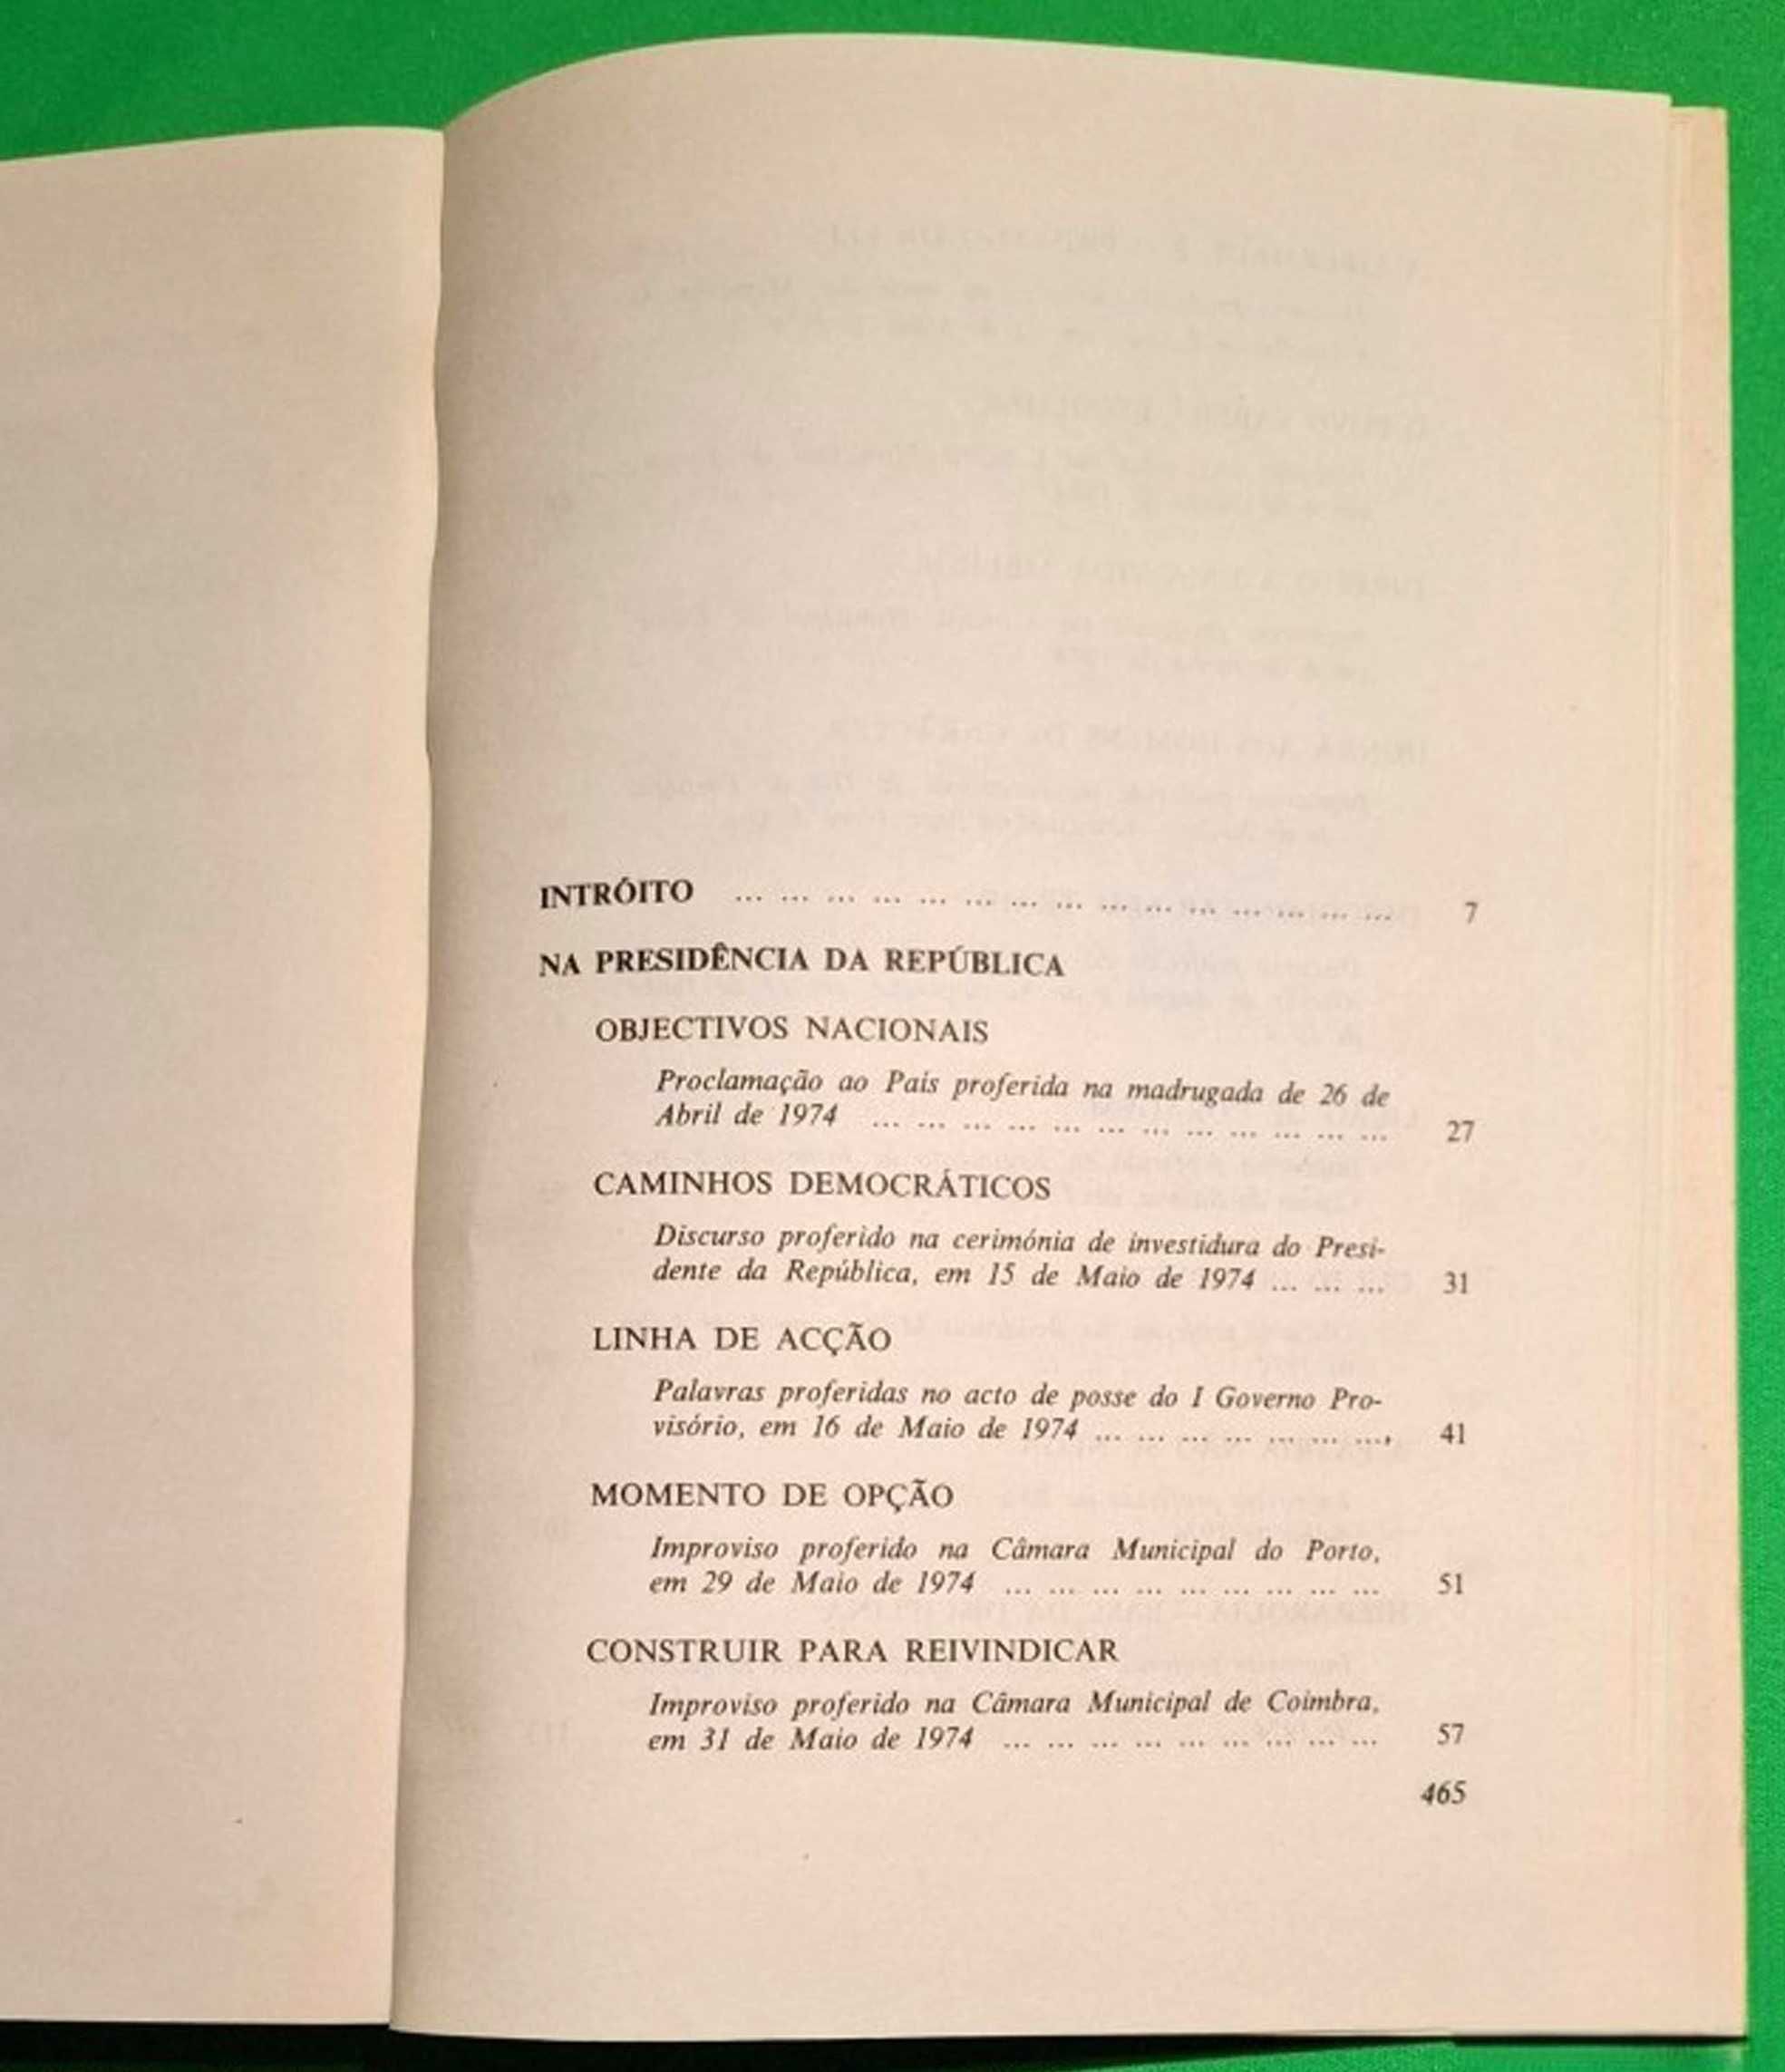 INTRÓITO ... ... ... ... ... ... ... ... ... ... ... ... ... ... ... 7
NA PRESIDÊNCIA DA REPÚBLICA
OBJECTIVOS NACIONAIS
Proclamação ao País proferida na madrugada de 26 de
Abril de 1974 ... ... ... ... ... ... ... ... ... ... ... ... 27
CAMINHOS DEMOCRÁTICOS
Discurso proferido na cerimónia de investidura do Presi-
dente da República, em 15 de Maio de 1974 ... ... ... 31
LINHA DE ACÇÃO
Palavras proferidas no acto de posse do I Governo Pro-
visório, em 16 de Maio de 1974 ... ... ... ... ... ... ..., 41
MOMENTO DE OPÇÃO
Improviso proferido na Câmara Municipal do Porto,
em 29 de Maio de 1974 ... ... ... ... ... ... ... ... ... 51
CONSTRUIR PARA REIVINDICAR
Improviso proferido na Câmara Municipal de Coimbra,
em 31 de Maio de 1974 ... ... ... ... ... ... ... ... ... 57
465